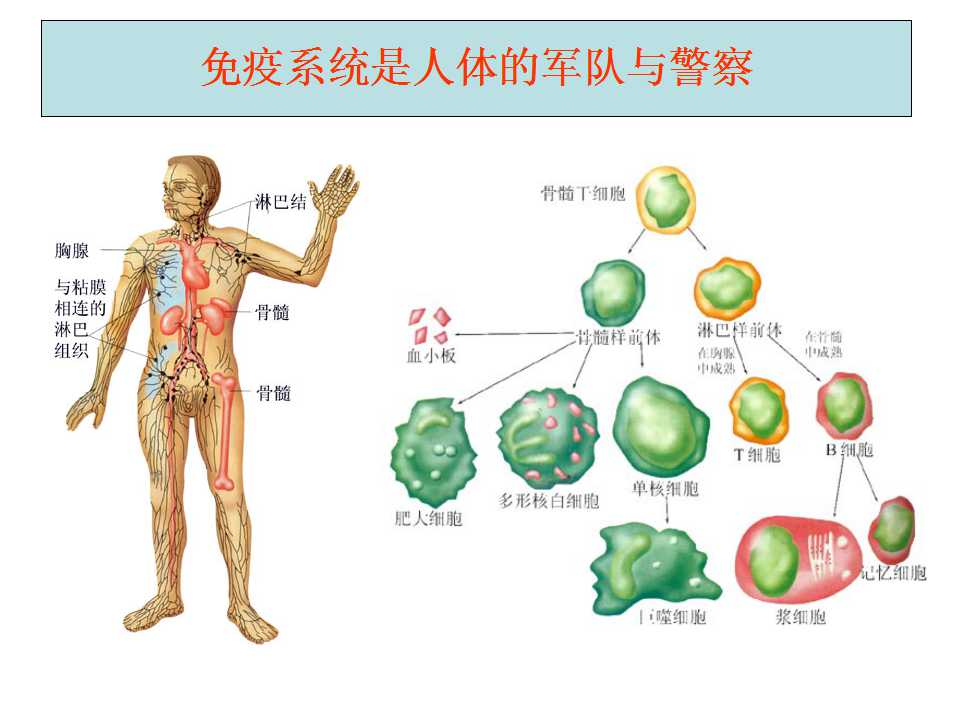 免疫系统是人体的军队与警察
淋巴结
胸腺
与粘膜
相连的
淋巴
组织
骨髓
骨髓
骨髓干细胞
骨髓样前体
淋巴样前体
血小板
在胸腺
中成熟
在骨髓
中成熟
肥大细胞
多形核白细胞
单核细胞
T细胞
B细胞
巨噬细胞
浆细胞
记忆细胞